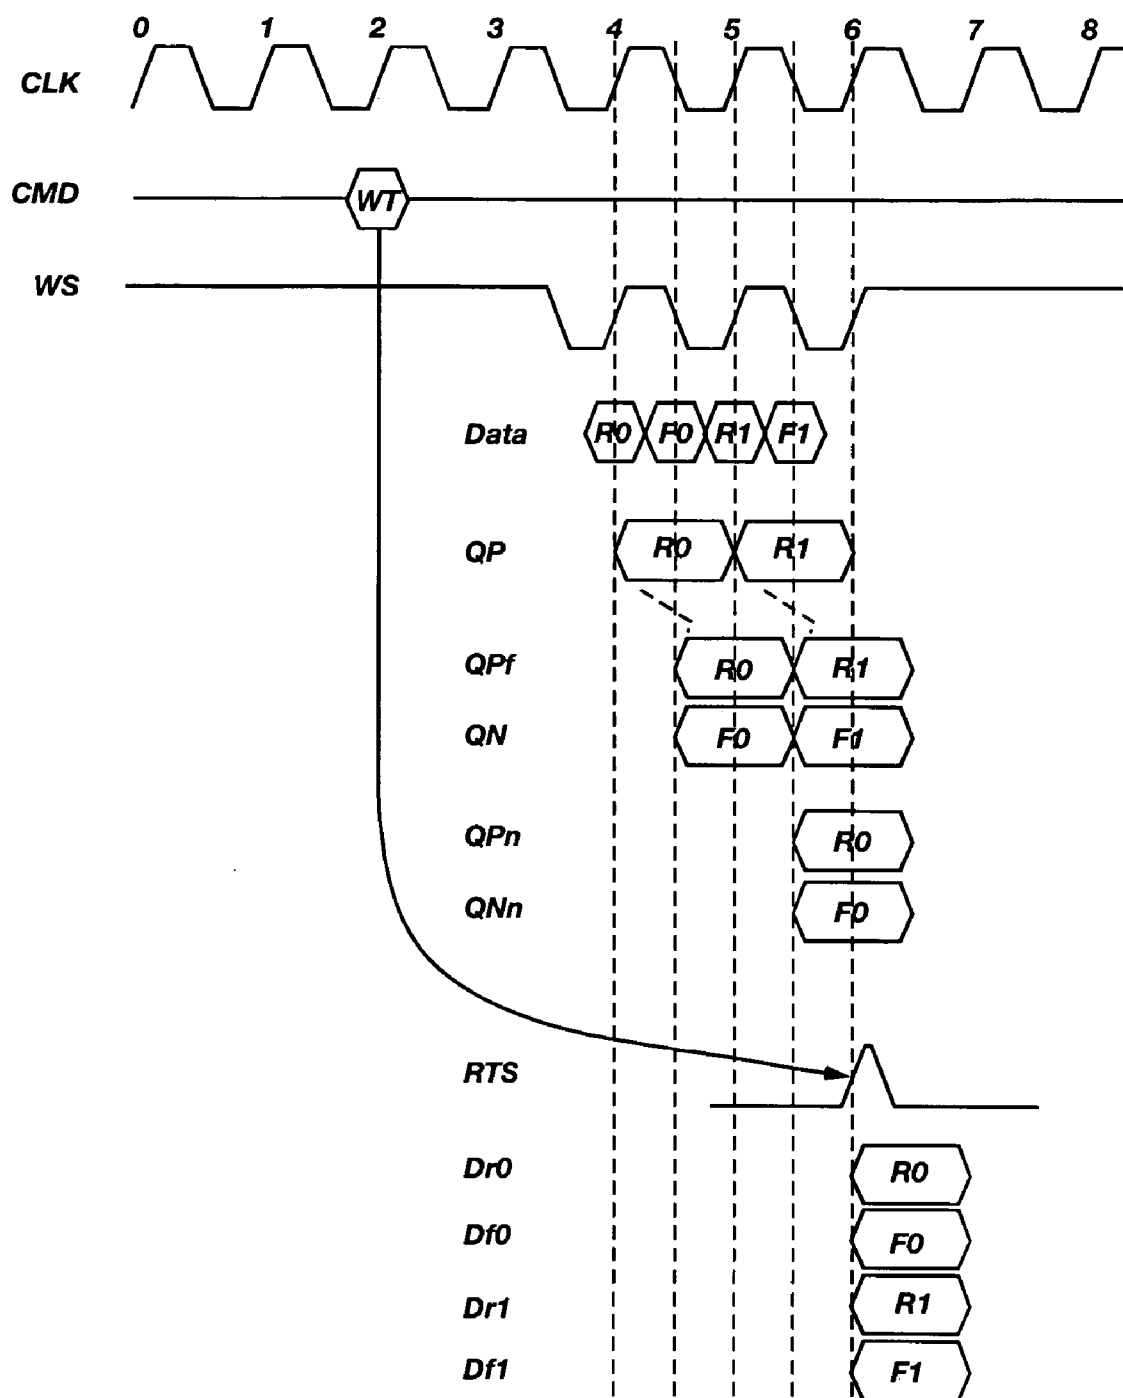 0 1 2 3 4 5 6 7 8
CLK
CMD WT
WS
Data R0 F0 R1 F1
QP R0 R1
QPf R0 R1
QN F0 F1
QPn R0
QNn F0
RTS
Dr0 R0
Df0 F0
Dr1 R1
Df1 F1